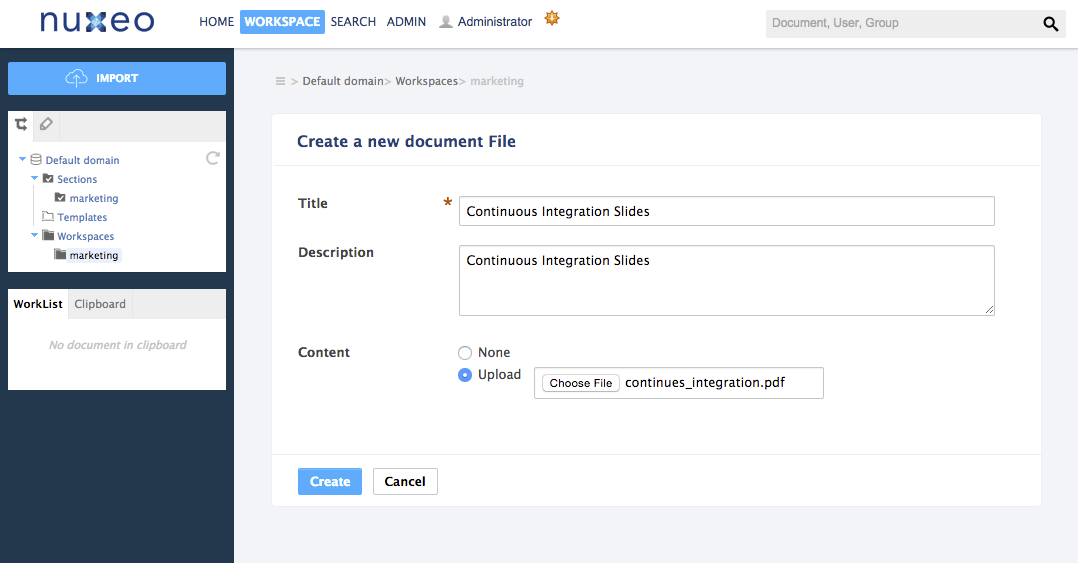 nuxeo HOME WORKSPACE SEARCH ADMIN Administrator Document, User, Group
IMPORT
> Default domain> Workspaces> marketing
Default domain
Sections
marketing
Templates
Workspaces
marketing
WorkList Clipboard
No document in clipboard
Create a new document File
Title * Continuous Integration Slides
Description Continuous Integration Slides
Content None
Upload Choose File continues_integration.pdf
Create Cancel